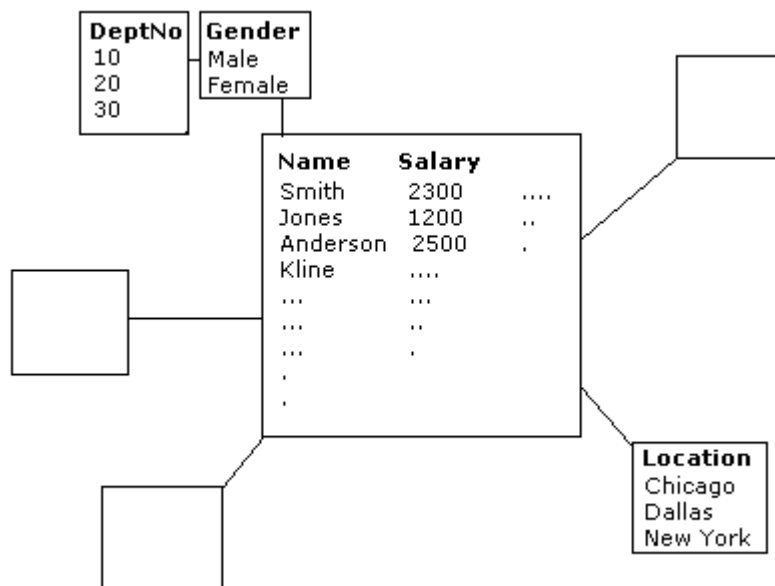 DeptNo
10
20
30
Gender
Male
Female
Name Salary
Smith 2300 ....
Jones 1200 ..
Anderson 2500 .
Kline ....
... ...
... ..
... .
.
.
Location
Chicago
Dallas
New York